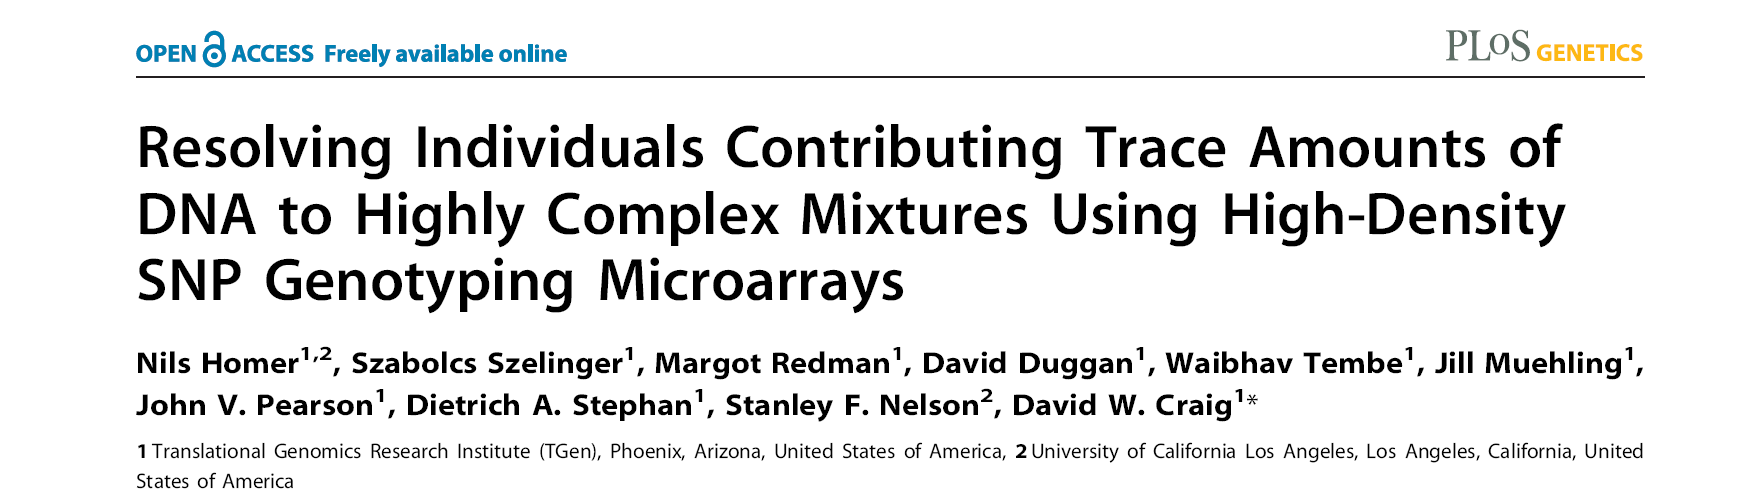 OPEN ACCESS Freely available online
PLoS GENETICS
Resolving Individuals Contributing Trace Amounts of
DNA to Highly Complex Mixtures Using High-Density
SNP Genotyping Microarrays
Nils Homer1,2, Szabolcs Szelinger1, Margot Redman1, David Duggan1, Waibhav Tembe1, Jill Muehling1,
John V. Pearson1, Dietrich A. Stephan1, Stanley F. Nelson2, David W. Craig1*
1 Translational Genomics Research Institute (TGen), Phoenix, Arizona, United States of America, 2 University of California Los Angeles, Los Angeles, California, United
States of America